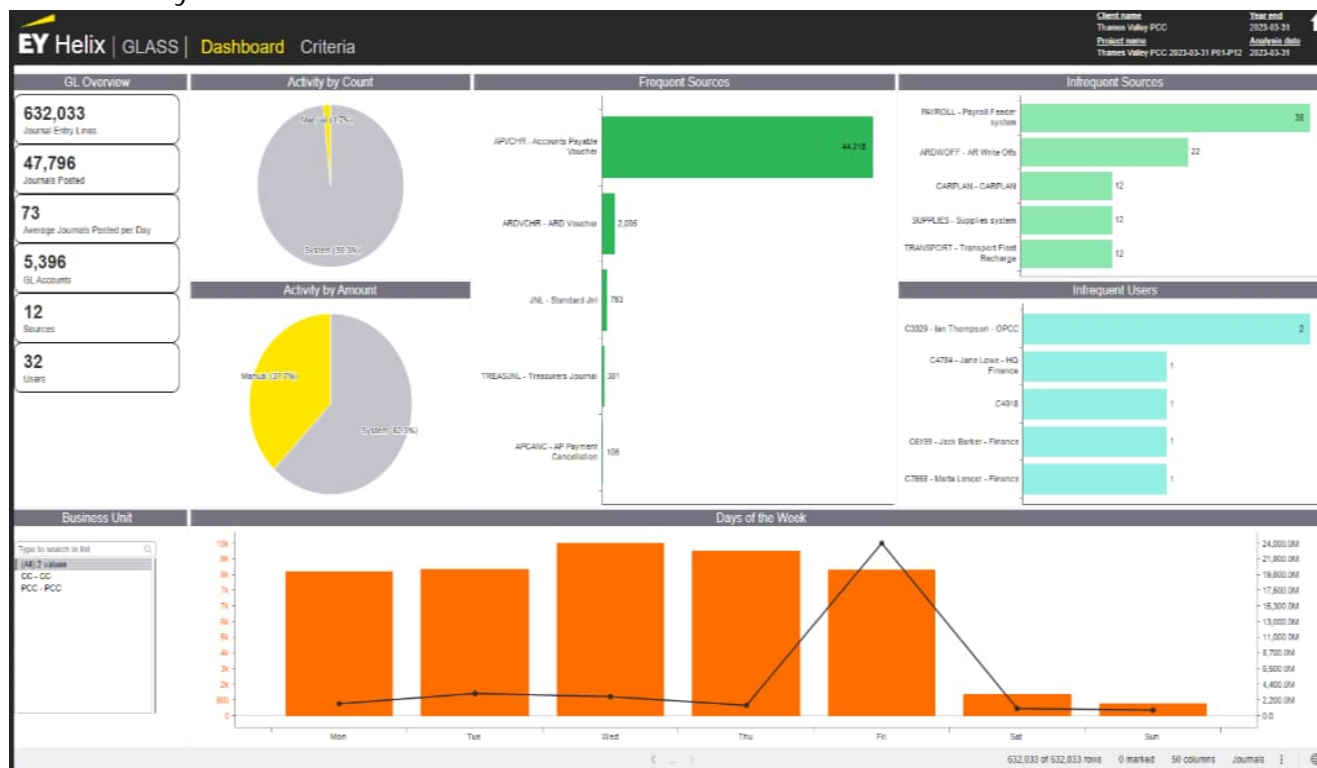 EY Helix | GLASS | Dashboard Criteria
Client name
Thames Valley PCC
Year end
2023-03-31
Project name
Thames Valley PCC 2023-03-31 P01-P12
Analysis date
2023-03-31
GL Overview
632,033
Journal Entry Lines
47,796
Journals Posted
73
Average Journals Posted per Day
5,396
GL Accounts
12
Sources
32
Users
Activity by Count
Manual
System
Activity by Amount
Manual (37.7%)
System (62.3%)
Frequent Sources
APVCHR - Accounts Payable
Voucher
44,218
ARDVCHR - ARD Voucher
2,095
JNL - Standard Jnl
TREASJNL - Treasurers Journal
APCANC - AP Payment
Cancellation
Infrequent Sources
PAYROLL - Payroll Feeder
system
38
ARDWOFF - AR Write Offs
22
CARPLAN - CARPLAN
12
SUPPLIES - Supplies system
12
TRANSPORT - Transport Fleet
Recharge
12
Infrequent Users
C3329 - Ian Thompson - OPCC
2
C4784 - Jane Lowe - HQ
Finance
1
C4918
1
C6199 - Jack Barker - Finance
1
Finance
1
Business Unit
Type to search in list
(All) 2 values
CC - CC
PCC - PCC
Days of the Week
10k
9k
8k
7k
6k
5k
4k
3k
2k
900
0
24,000.0M
21,800.0M
19,600.0M
17,500.0M
15,300.0M
13,000.0M
11,000.0M
8,700.0M
6,500.0M
4,400.0M
2,200.0M
0.0
Mon
Tue
Wed
Thu
Fri
Sat
Sun
632,033 of 632,033 rows 0 marked 50 columns Journals